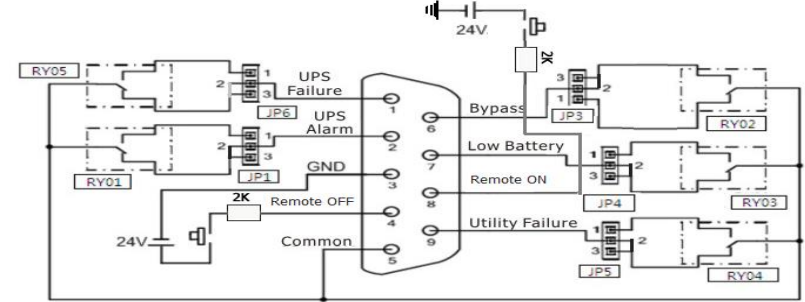 24V
2K
RY05
1
2
3
JP6
UPS
Failure
1
UPS
Alarm
2
1
2
3
JP1
RY01
GND
3
2K
Remote OFF
4
24V
Common
5
Bypass
6
3
2
1
JP3
RY02
Low Battery
7
1
2
3
JP4
RY03
Remote ON
8
Utility Failure
9
1
2
3
JP5
RY04